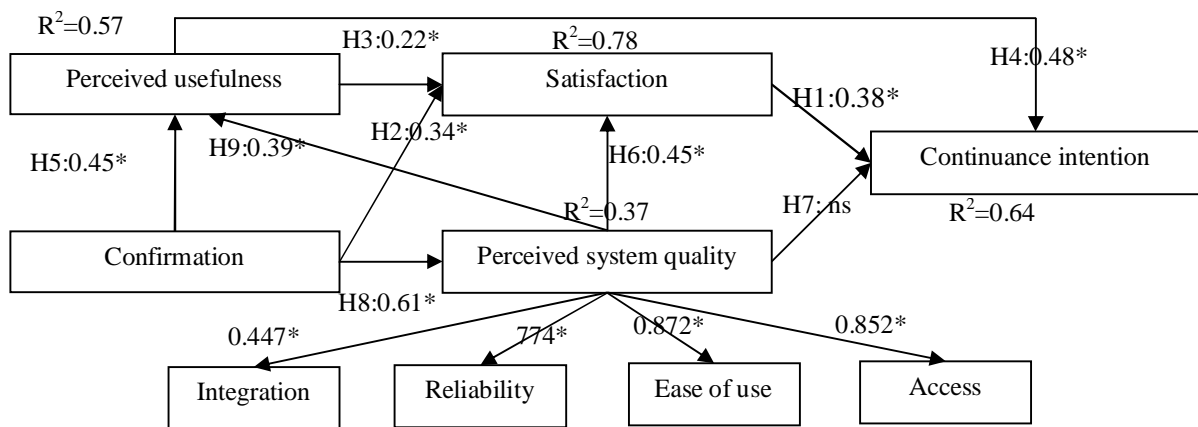 R²=0.57
H3:0.22*
R²=0.78
H4:0.48*
Perceived usefulness
Satisfaction
H1:0.38*
H2:0.34*
H5:0.45*
H9:0.39*
H6:0.45*
Continuance intention
R²=0.37
H7: ns
R²=0.64
Confirmation
Perceived system quality
H8:0.61*
0.447*
774*
0.872*
0.852*
Integration
Reliability
Ease of use
Access